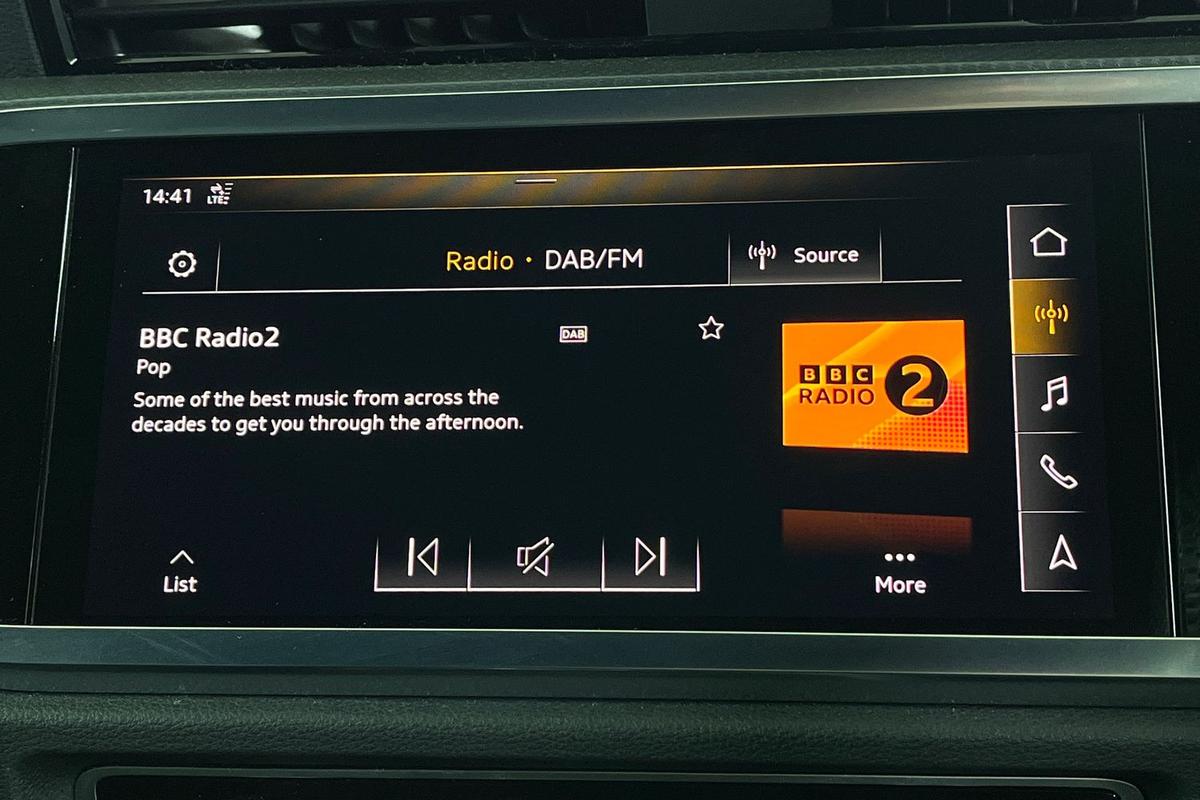 14:41 LTE
Radio • DAB/FM
Source
BBC Radio2
DAB
Pop
Some of the best music from across the
decades to get you through the afternoon.
BBC
RADIO
2
List
More